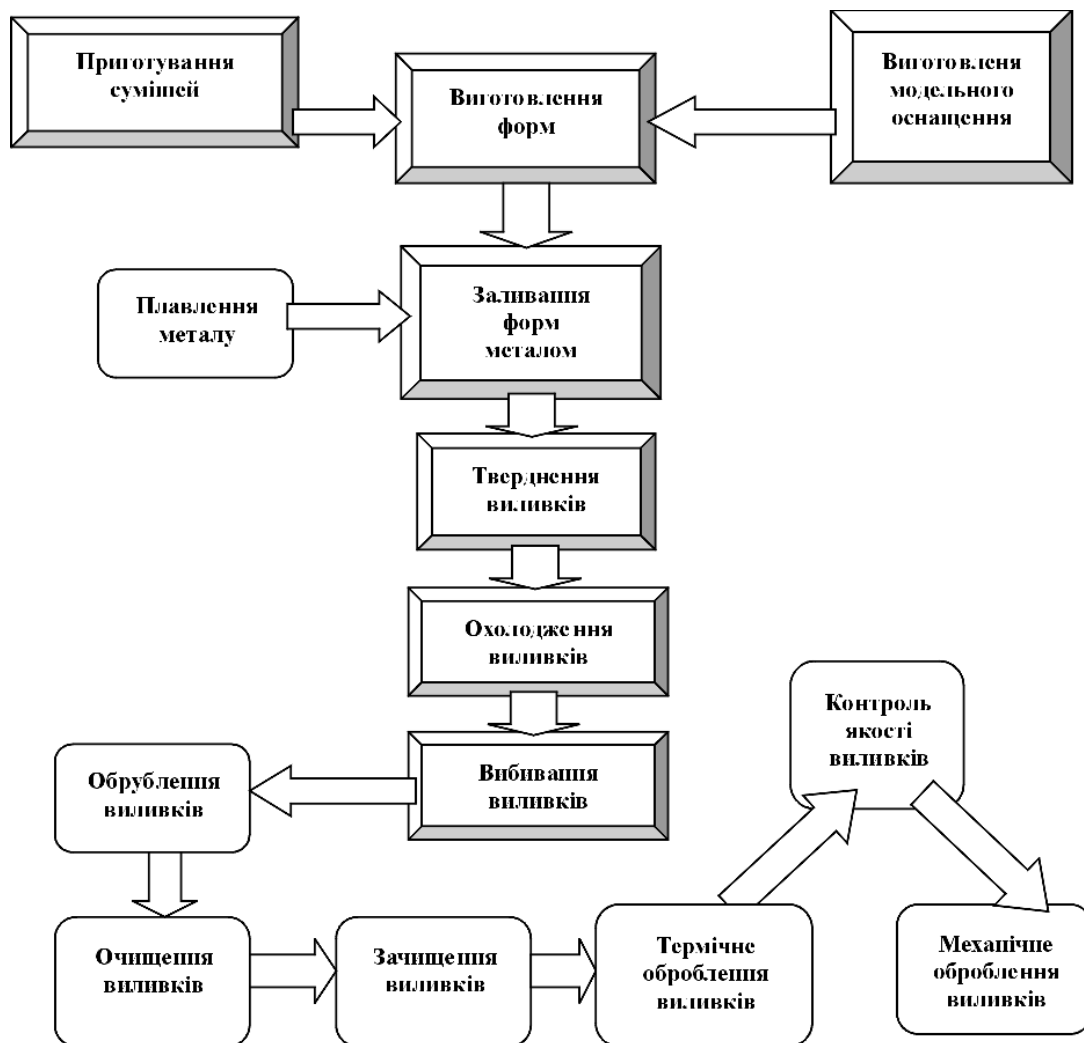 Приготування
сумішей
Виготовлення
форм
Виготовленя
модельного
оснащення
Плавлення
металу
Заливання
форм
металом
Тверднення
виливків
Охолодження
виливків
Вибивання
виливків
Обрублення
виливків
Контроль
якості
виливків
Очищення
виливків
Зачищення
виливків
Термічне
оброблення
виливків
Механічне
оброблення
виливків